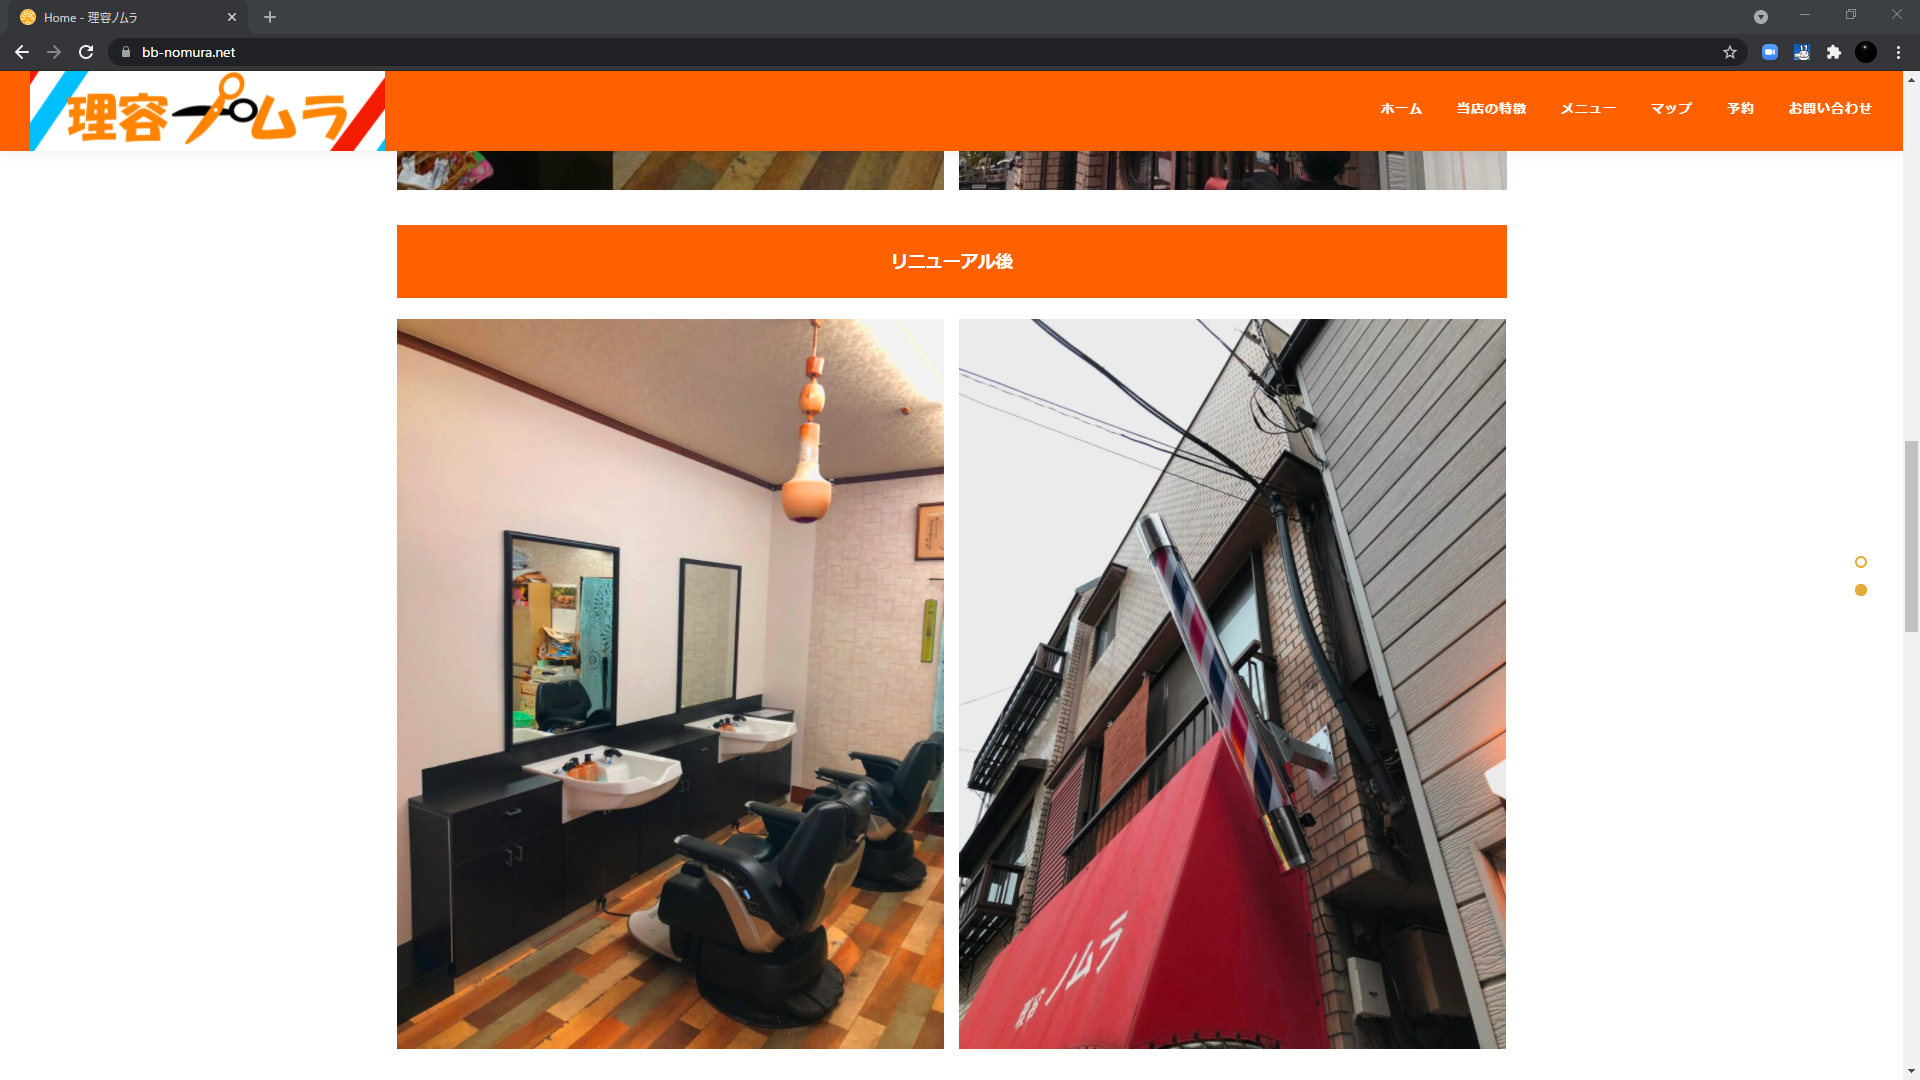 Home - 理容ノムラ
bb-nomura.net
理容ノムラ
ホーム 当店の特徴 メニュー マップ 予約 お問い合わせ
リニューアル後
理容 ノムラ